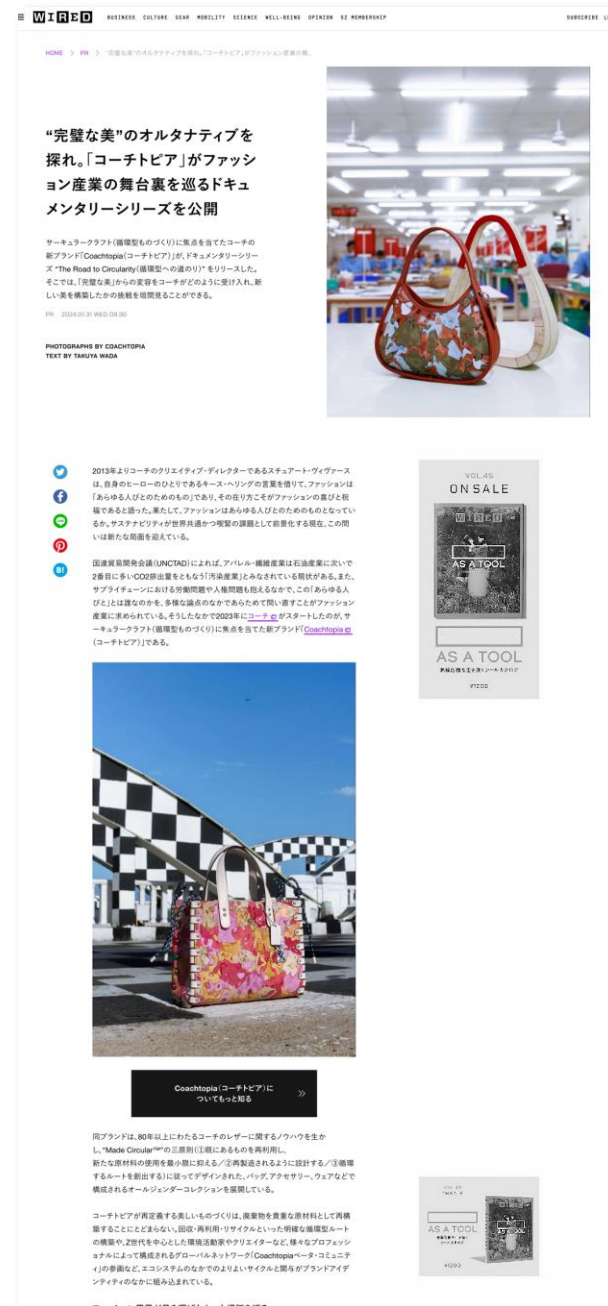 WIRED
BUSINESS CULTURE GEAR MOBILITY SCIENCE WELL-BEING OPINION SZ MEMBERSHIP
SUBSCRIBE
HOME > PR > "完璧な美"のオルタナティブを探れ。「コーチトピア」がファッション産業の舞...
“完璧な美”のオルタナティブを
探れ。「コーチトピア」がファッシ
ョン産業の舞台裏を巡るドキュ
メンタリーシリーズを公開
サーキュラークラフト(循環型ものづくり)に焦点を当てたコーチの
新ブランド「Coachtopia(コーチトピア)」が、ドキュメンタリーシリー
ズ “The Road to Circularity(循環型への道のり)” をリリースした。
そこでは、「完璧な美」からの変容をコーチがどのように受け入れ、新
しい美を構築したかの挑戦を垣間見ることができる。
PR 2024.01.31 WED 09:30
PHOTOGRAPHS BY COACHTOPIA
TEXT BY TAKUYA WADA
2013年よりコーチのクリエイティブ・ディレクターであるスチュアート・ヴィヴァース
は、自身のヒーローのひとりであるキース・ヘリングの言葉を借りて、ファッションは
「あらゆる人びとのためのもの」であり、その在り方こそがファッションの喜びと祝
福であると語った。果たして、ファッションはあらゆる人びとのためのものとなってい
るか。サステナビリティが世界共通かつ喫緊の課題として前景化する現在、この問
いは新たな局面を迎えている。
国連貿易開発会議(UNCTAD)によれば、アパレル・繊維産業は石油産業に次いで
2番目に多いCO2排出量をともなう「汚染産業」とみなされている現状がある。また、
サプライチェーンにおける労働問題や人権問題も抱えるなかで、この「あらゆる人
びと」とは誰なのかを、多様な論点のなかであらためて問い直すことがファッション
産業に求められている。そうしたなかで2023年にコーチがスタートしたのが、サ
ーキュラークラフト(循環型ものづくり)に焦点を当てた新ブランド「Coachtopia
(コーチトピア)」である。
VOL.45
ON SALE
WIRED
AS A TOOL
AS A TOOL
¥1200
Coachtopia(コーチトピア)に
ついてもっと知る
同ブランドは、80年以上にわたるコーチのレザーに関するノウハウを生か
し、“Made Circular™”の三原則(①既にあるものを再利用し、
新たな原材料の使用を最小限に抑える/②再製造されるように設計する/③循環
するルートを創出する)に従ってデザインされた、バッグ、アクセサリー、ウェアなどで
構成されるオールジェンダーコレクションを展開している。
コーチトピアが再定義する美しいものづくりは、廃棄物を貴重な原材料として再構
築することにとどまらない。回収・再利用・リサイクルといった明確な循環型ルート
の構築や、Z世代を中心とした環境活動家やクリエイターなど、様々なプロフェッシ
ョナルによって構成されるグローバルネットワーク「Coachtopiaベータ・コミュニテ
ィ」の参画など、エコシステムのなかでのよりよいサイクルと関与がブランドアイデ
ンティティのなかに組み込まれている。
AS A TOOL
¥1200